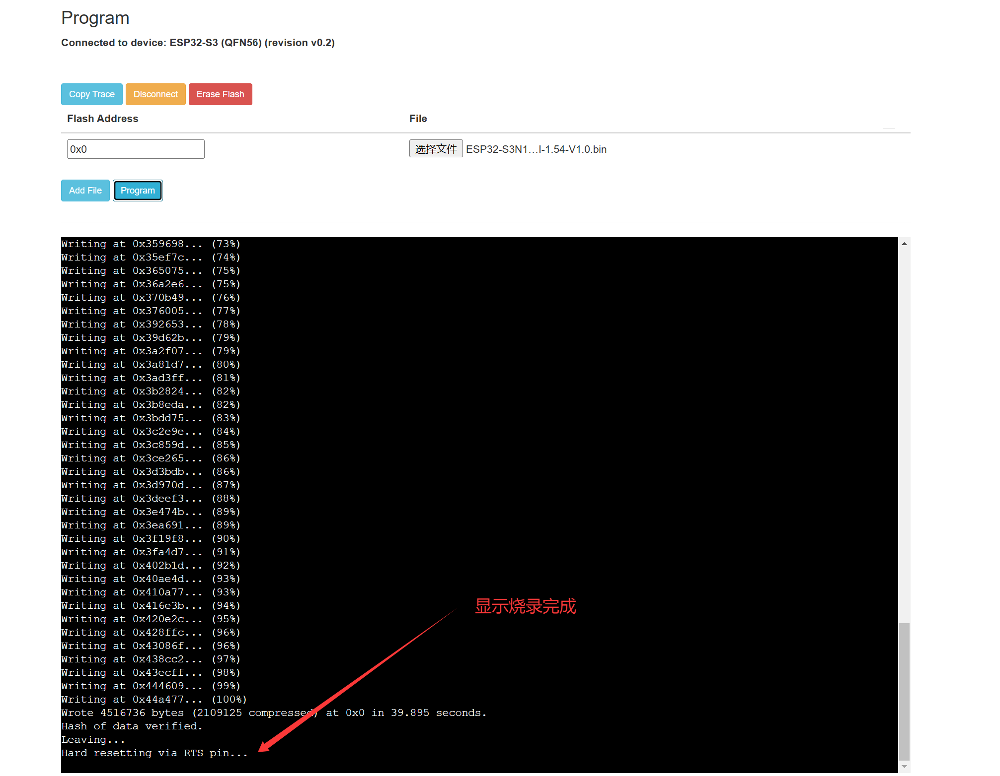 Program
Connected to device: ESP32-S3 (QFN56) (revision v0.2)
Copy Trace Disconnect Erase Flash
Flash Address File
0x0 选择文件 ESP32-S3N1…I-1.54-V1.0.bin
Add File Program
Writing at 0x359698... (73%)
Writing at 0x35ef7c... (74%)
Writing at 0x365075... (75%)
Writing at 0x36a2e6... (75%)
Writing at 0x370b49... (76%)
Writing at 0x376005... (77%)
Writing at 0x392653... (78%)
Writing at 0x39d62b... (79%)
Writing at 0x3a2f07... (79%)
Writing at 0x3a81d7... (80%)
Writing at 0x3ad3ff... (81%)
Writing at 0x3b2824... (82%)
Writing at 0x3b8eda... (82%)
Writing at 0x3bdd75... (83%)
Writing at 0x3c2e9e... (84%)
Writing at 0x3c859d... (85%)
Writing at 0x3ce265... (86%)
Writing at 0x3d3bdb... (86%)
Writing at 0x3d970d... (87%)
Writing at 0x3deef3... (88%)
Writing at 0x3e474b... (89%)
Writing at 0x3ea691... (89%)
Writing at 0x3f19f8... (90%)
Writing at 0x3fa4d7... (91%)
Writing at 0x402b1d... (92%)
Writing at 0x40ae4d... (93%)
Writing at 0x410a77... (93%)
Writing at 0x416e3b... (94%)
显示烧录完成
Writing at 0x420e2c... (95%)
Writing at 0x428ffc... (96%)
Writing at 0x43086f... (96%)
Writing at 0x438cc2... (97%)
Writing at 0x43ecff... (98%)
Writing at 0x444609... (99%)
Writing at 0x44a477... (100%)
Wrote 4516736 bytes (2109125 compressed) at 0x0 in 39.895 seconds.
Hash of data verified.
Leaving...
Hard resetting via RTS pin...